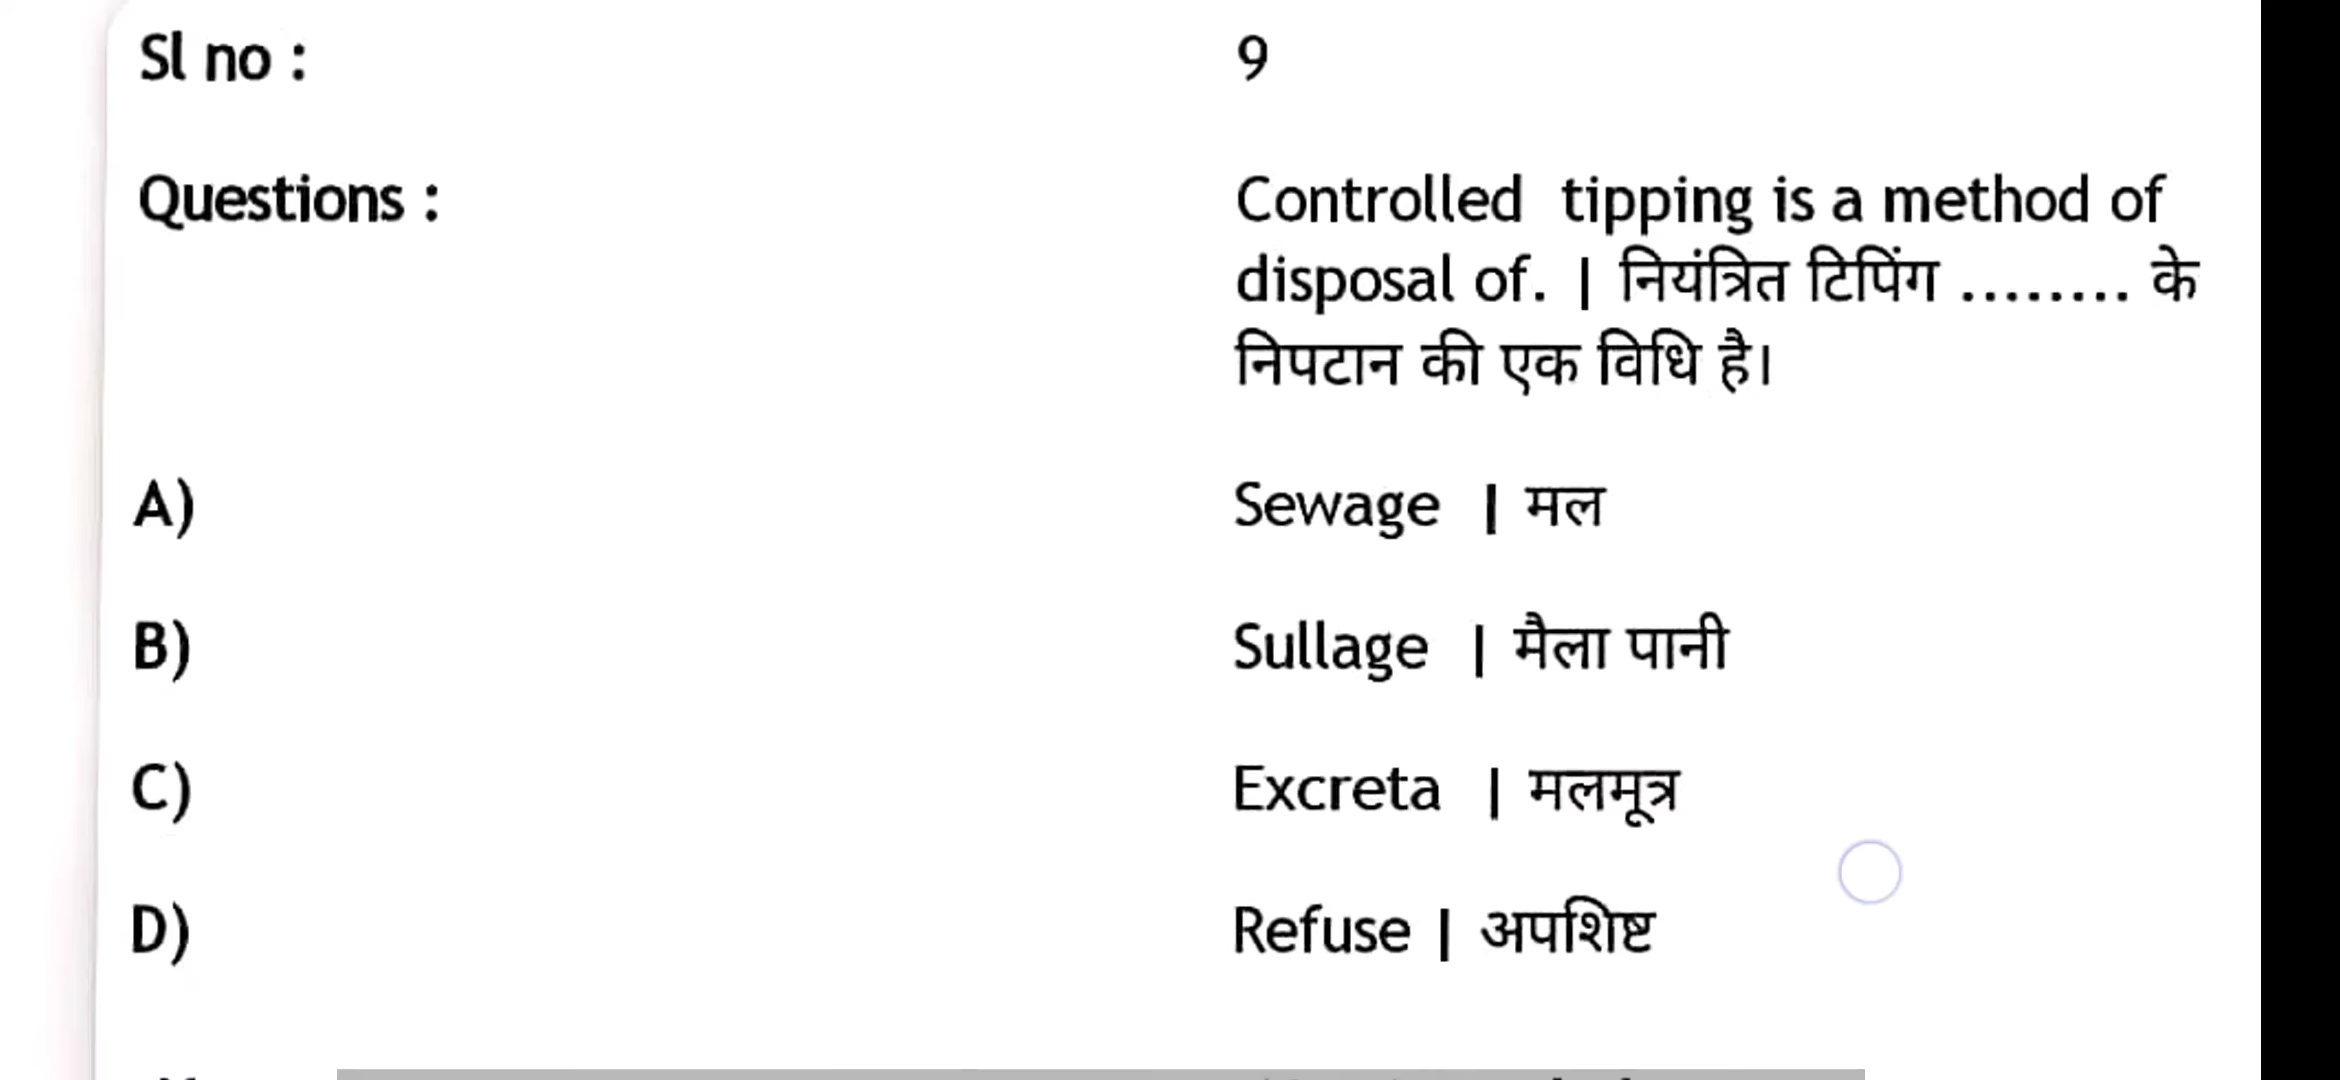 Sl no : 9
Questions : Controlled tipping is a method of
disposal of. | नियंत्रित टिपिंग ........ के
निपटान की एक विधि है।
A) Sewage | मल
B) Sullage | मैला पानी
C) Excreta | मलमूत्र
D) Refuse | अपशिष्ट